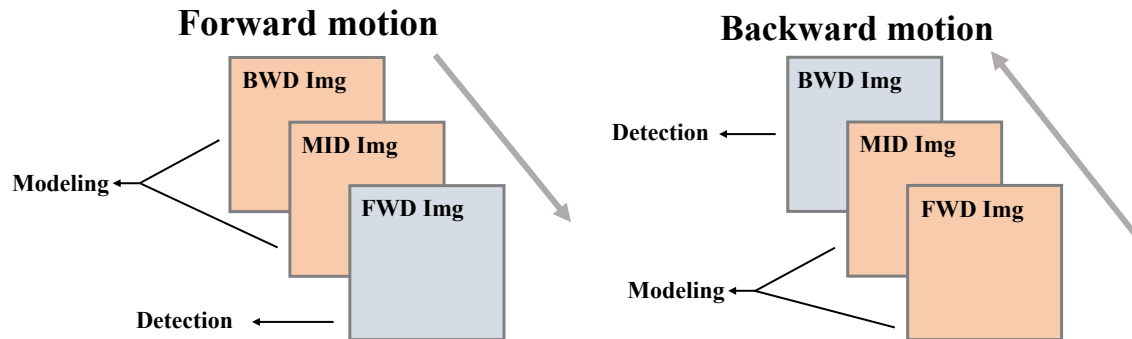 Forward motion
BWD Img
MID Img
Modeling
FWD Img
Detection
Backward motion
BWD Img
Detection
MID Img
FWD Img
Modeling